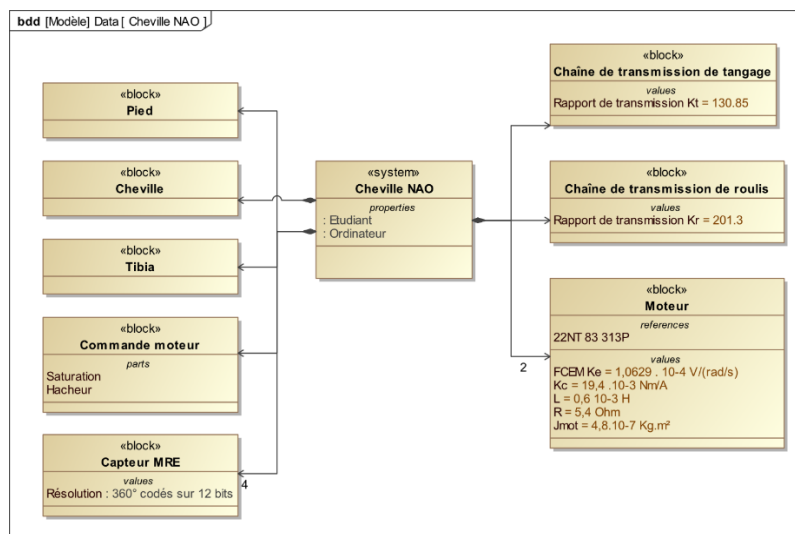 bdd [Modèle] Data [ Cheville NAO ]
«block»
Pied
«block»
Cheville
«block»
Tibia
«block»
Commande moteur
parts
Saturation
Hacheur
«block»
Capteur MRE
values
Résolution : 360° codés sur 12 bits
4
«system»
Cheville NAO
properties
: Etudiant
: Ordinateur
«block»
Chaîne de transmission de tangage
values
Rapport de transmission Kt = 130.85
«block»
Chaîne de transmission de roulis
values
Rapport de transmission Kr = 201.3
«block»
Moteur
references
22NT 83 313P
values
FCEM Ke = 1,0629 . 10-4 V/(rad/s)
Kc = 19,4 .10-3 Nm/A
L = 0,6 10-3 H
R = 5,4 Ohm
Jmot = 4,8.10-7 Kg.m²
2